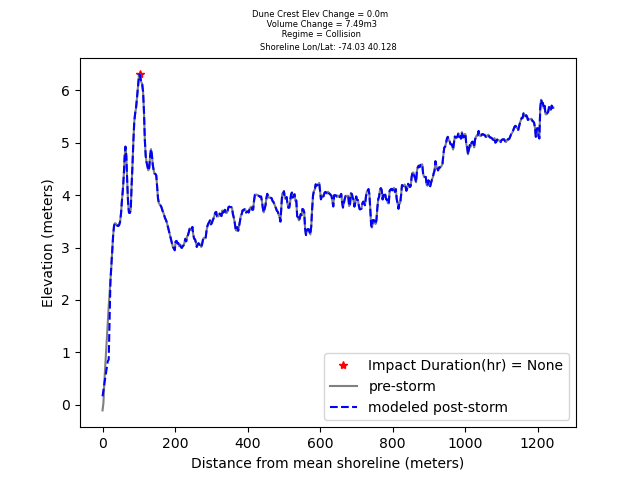 Dune Crest Elev Change = 0.0m
Volume Change = 7.49m3
Regime = Collision
Shoreline Lon/Lat: -74.03 40.128
6
5
4
3
2
1
0
Elevation (meters)
Impact Duration(hr) = None
pre-storm
modeled post-storm
0 200 400 600 800 1000 1200
Distance from mean shoreline (meters)